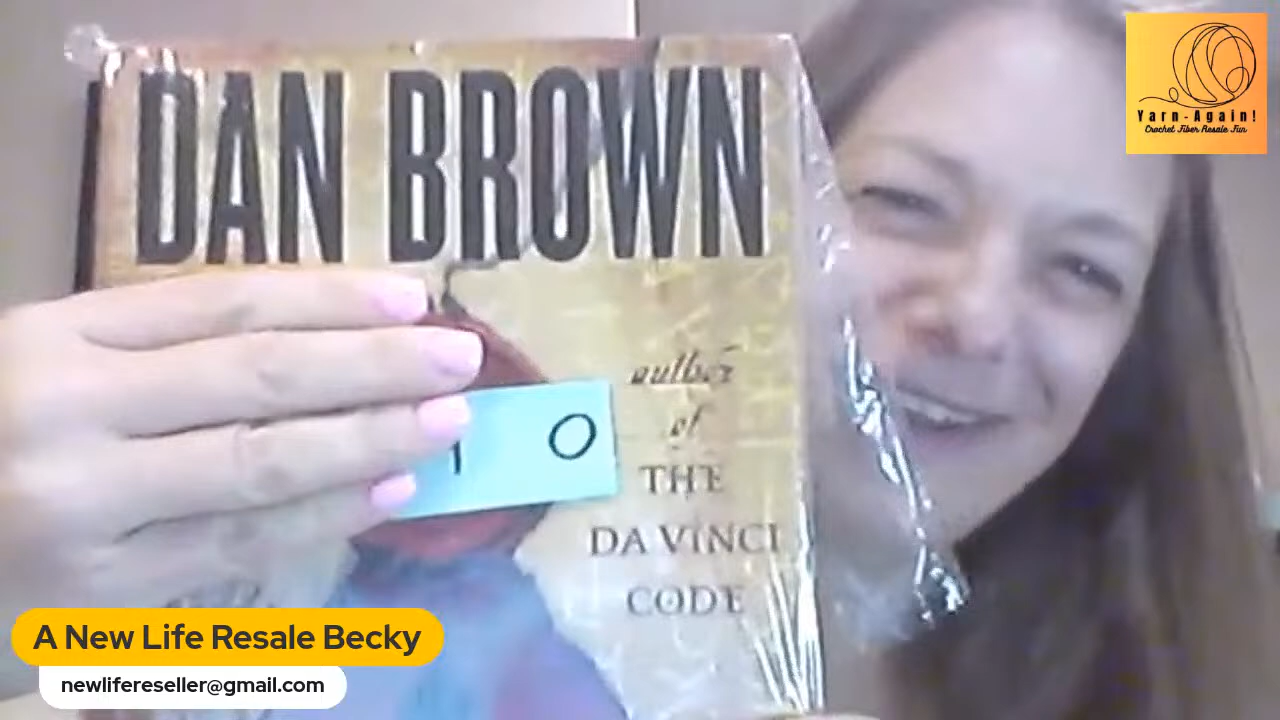 DAN BROWN
author
of
THE
DA VINCI
CODE
1 0
Yarn-Again!
Crochet Fiber Resale Fun
A New Life Resale Becky
newlifereseller@gmail.com